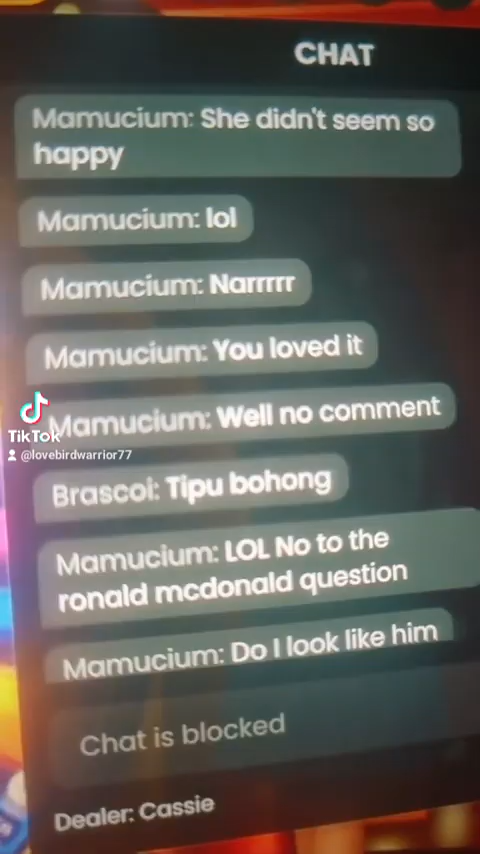 CHAT
Mamucium: She didn't seem so
happy
Mamucium: lol
Mamucium: Narrrrr
Mamucium: You loved it
Mamucium: Well no comment
TikTok
@lovebirdwarrior77
Brascoi: Tipu bohong
Mamucium: LOL No to the
ronald mcdonald question
Mamucium: Do I look like him
Chat is blocked
Dealer: Cassie